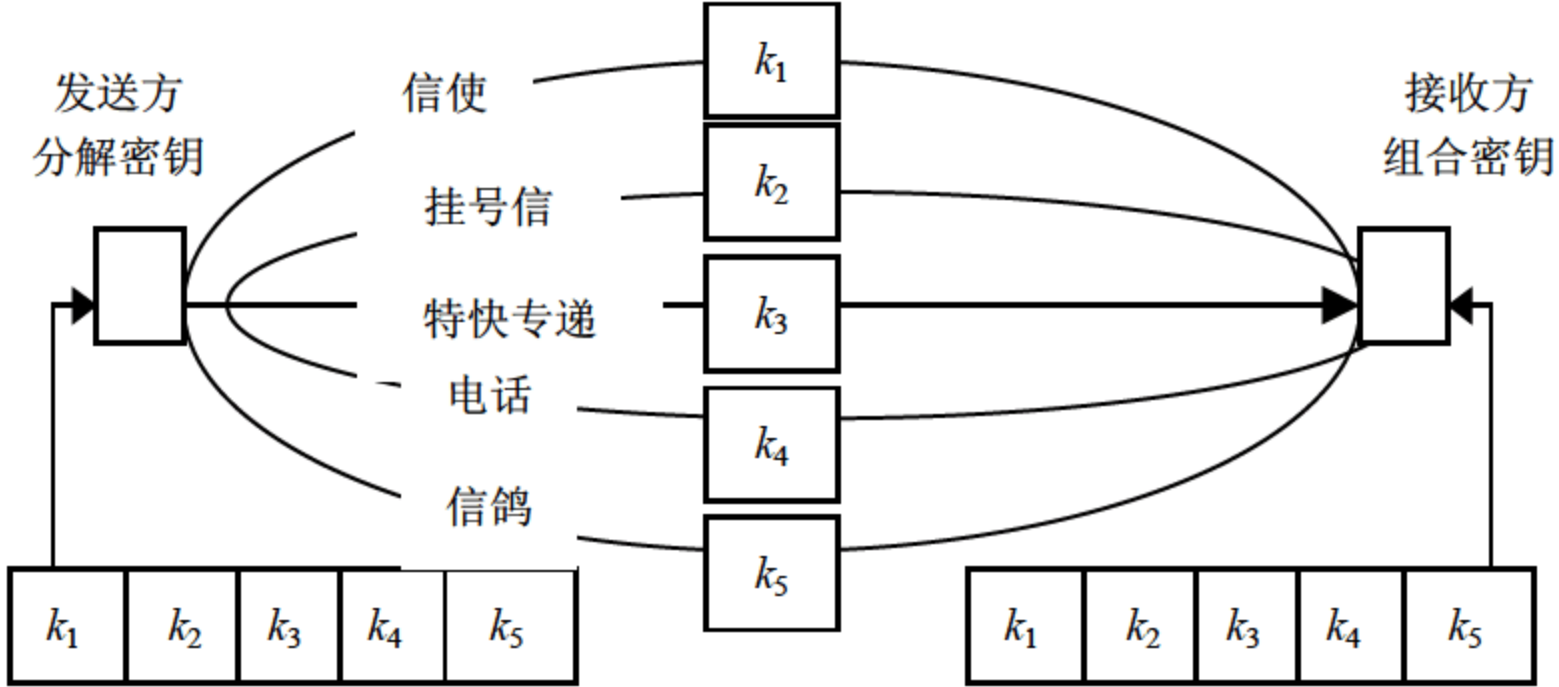 发送方
分解密钥
信使
k1
接收方
组合密钥
挂号信
k2
特快专递
k3
电话
k4
信鸽
k5
k1 k2 k3 k4 k5
k1 k2 k3 k4 k5